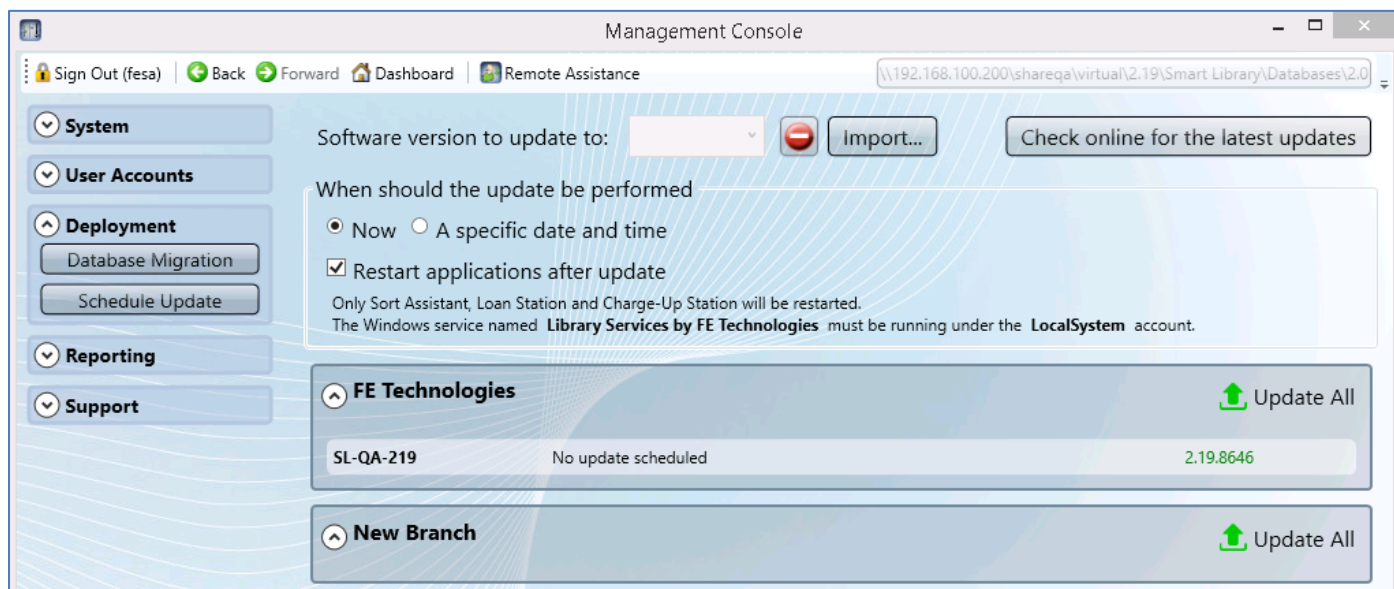 Management Console
Sign Out (fesa) Back Forward Dashboard Remote Assistance \\192.168.100.200\shareqa\virtual\2.19\Smart Library\Databases\2.0
System
User Accounts
Deployment
Database Migration
Schedule Update
Reporting
Support
Software version to update to: Import... Check online for the latest updates
When should the update be performed
Now A specific date and time
Restart applications after update
Only Sort Assistant, Loan Station and Charge-Up Station will be restarted.
The Windows service named Library Services by FE Technologies must be running under the LocalSystem account.
FE Technologies Update All
SL-QA-219 No update scheduled 2.19.8646
New Branch Update All